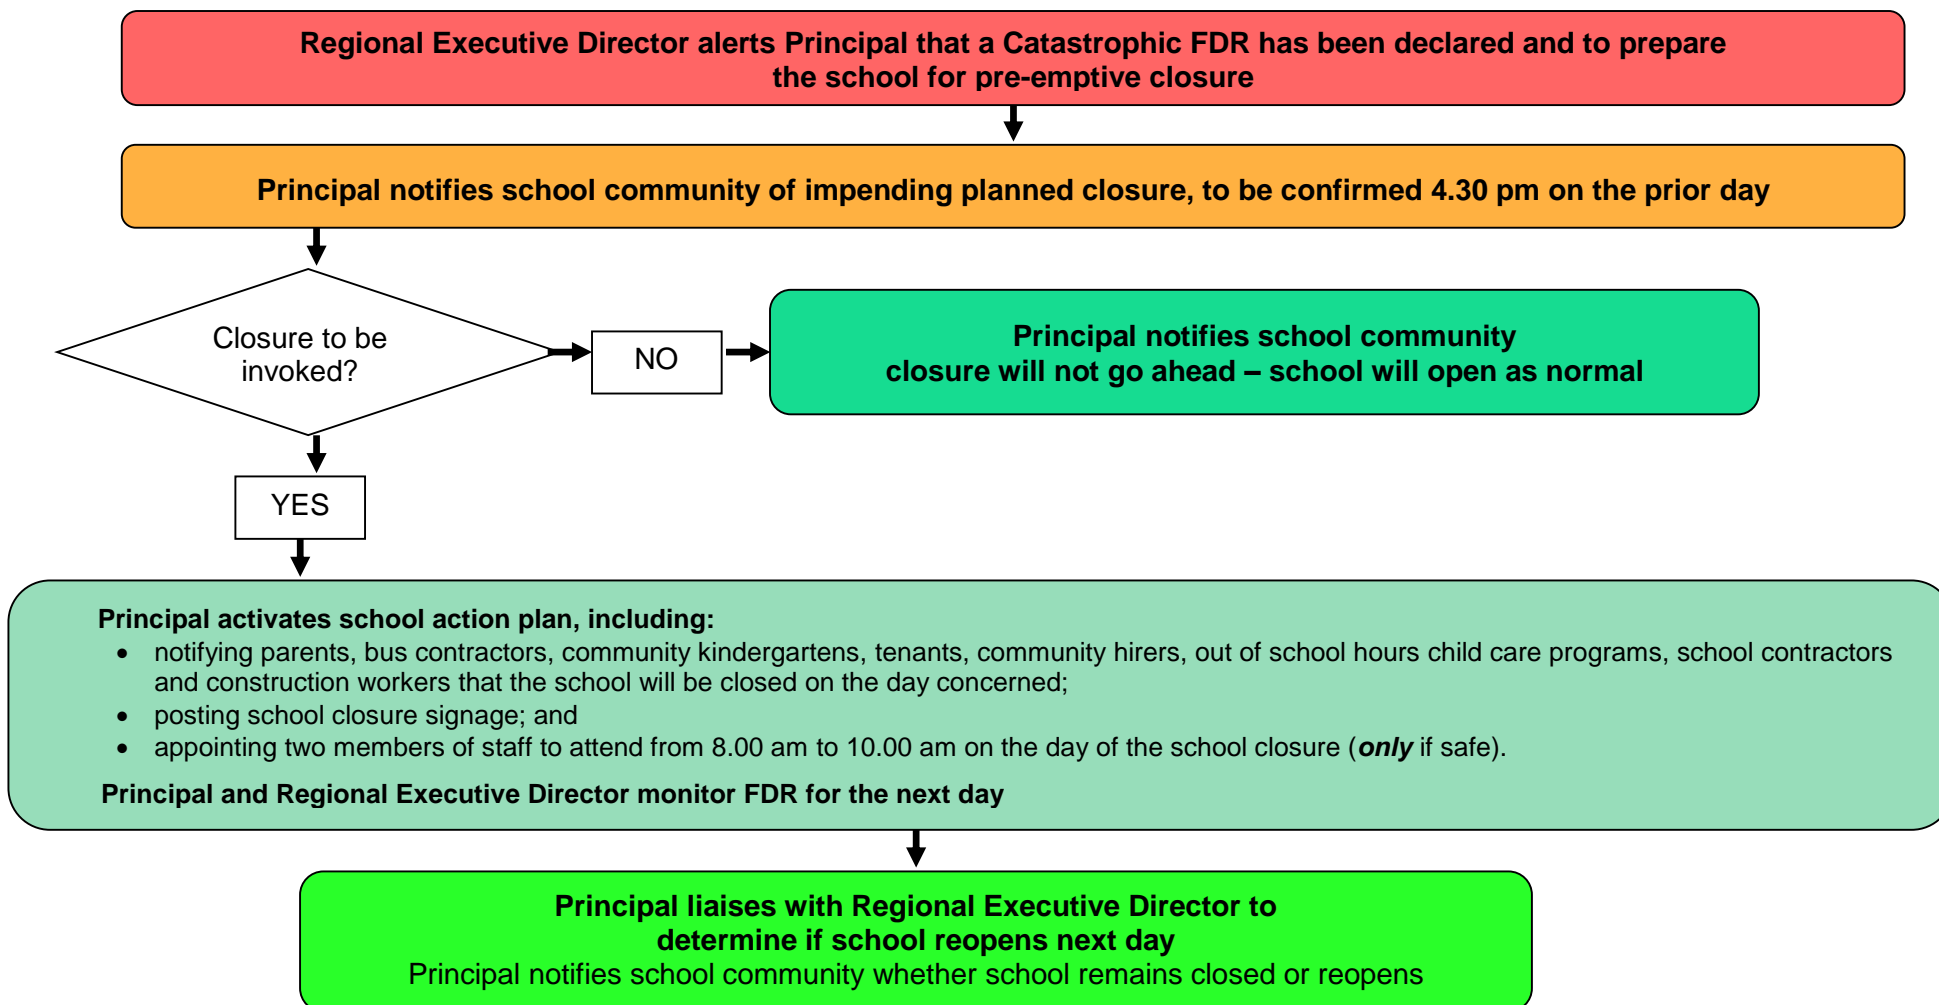 Regional Executive Director alerts Principal that a Catastrophic FDR has been declared and to prepare
the school for pre-emptive closure
Principal notifies school community of impending planned closure, to be confirmed 4.30 pm on the prior day
Closure to be
invoked?
NO
Principal notifies school community
closure will not go ahead – school will open as normal
YES
Principal activates school action plan, including:
• notifying parents, bus contractors, community kindergartens, tenants, community hirers, out of school hours child care programs, school contractors
and construction workers that the school will be closed on the day concerned;
• posting school closure signage; and
• appointing two members of staff to attend from 8.00 am to 10.00 am on the day of the school closure (only if safe).
Principal and Regional Executive Director monitor FDR for the next day
Principal liaises with Regional Executive Director to
determine if school reopens next day
Principal notifies school community whether school remains closed or reopens